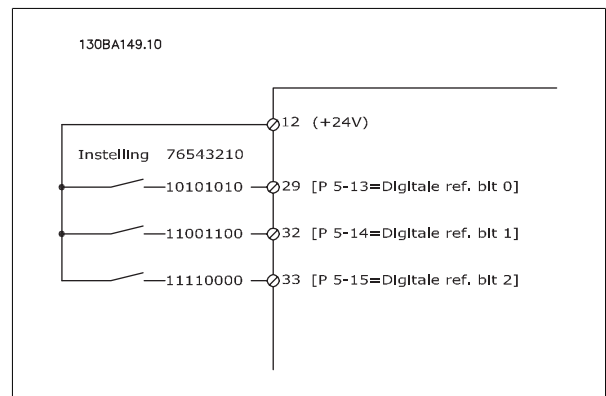 130BA149.10
12 (+24V)
Instelling 76543210
10101010 29 [P 5-13=Digitale ref. bit 0]
11001100 32 [P 5-14=Digitale ref. bit 1]
11110000 33 [P 5-15=Digitale ref. bit 2]